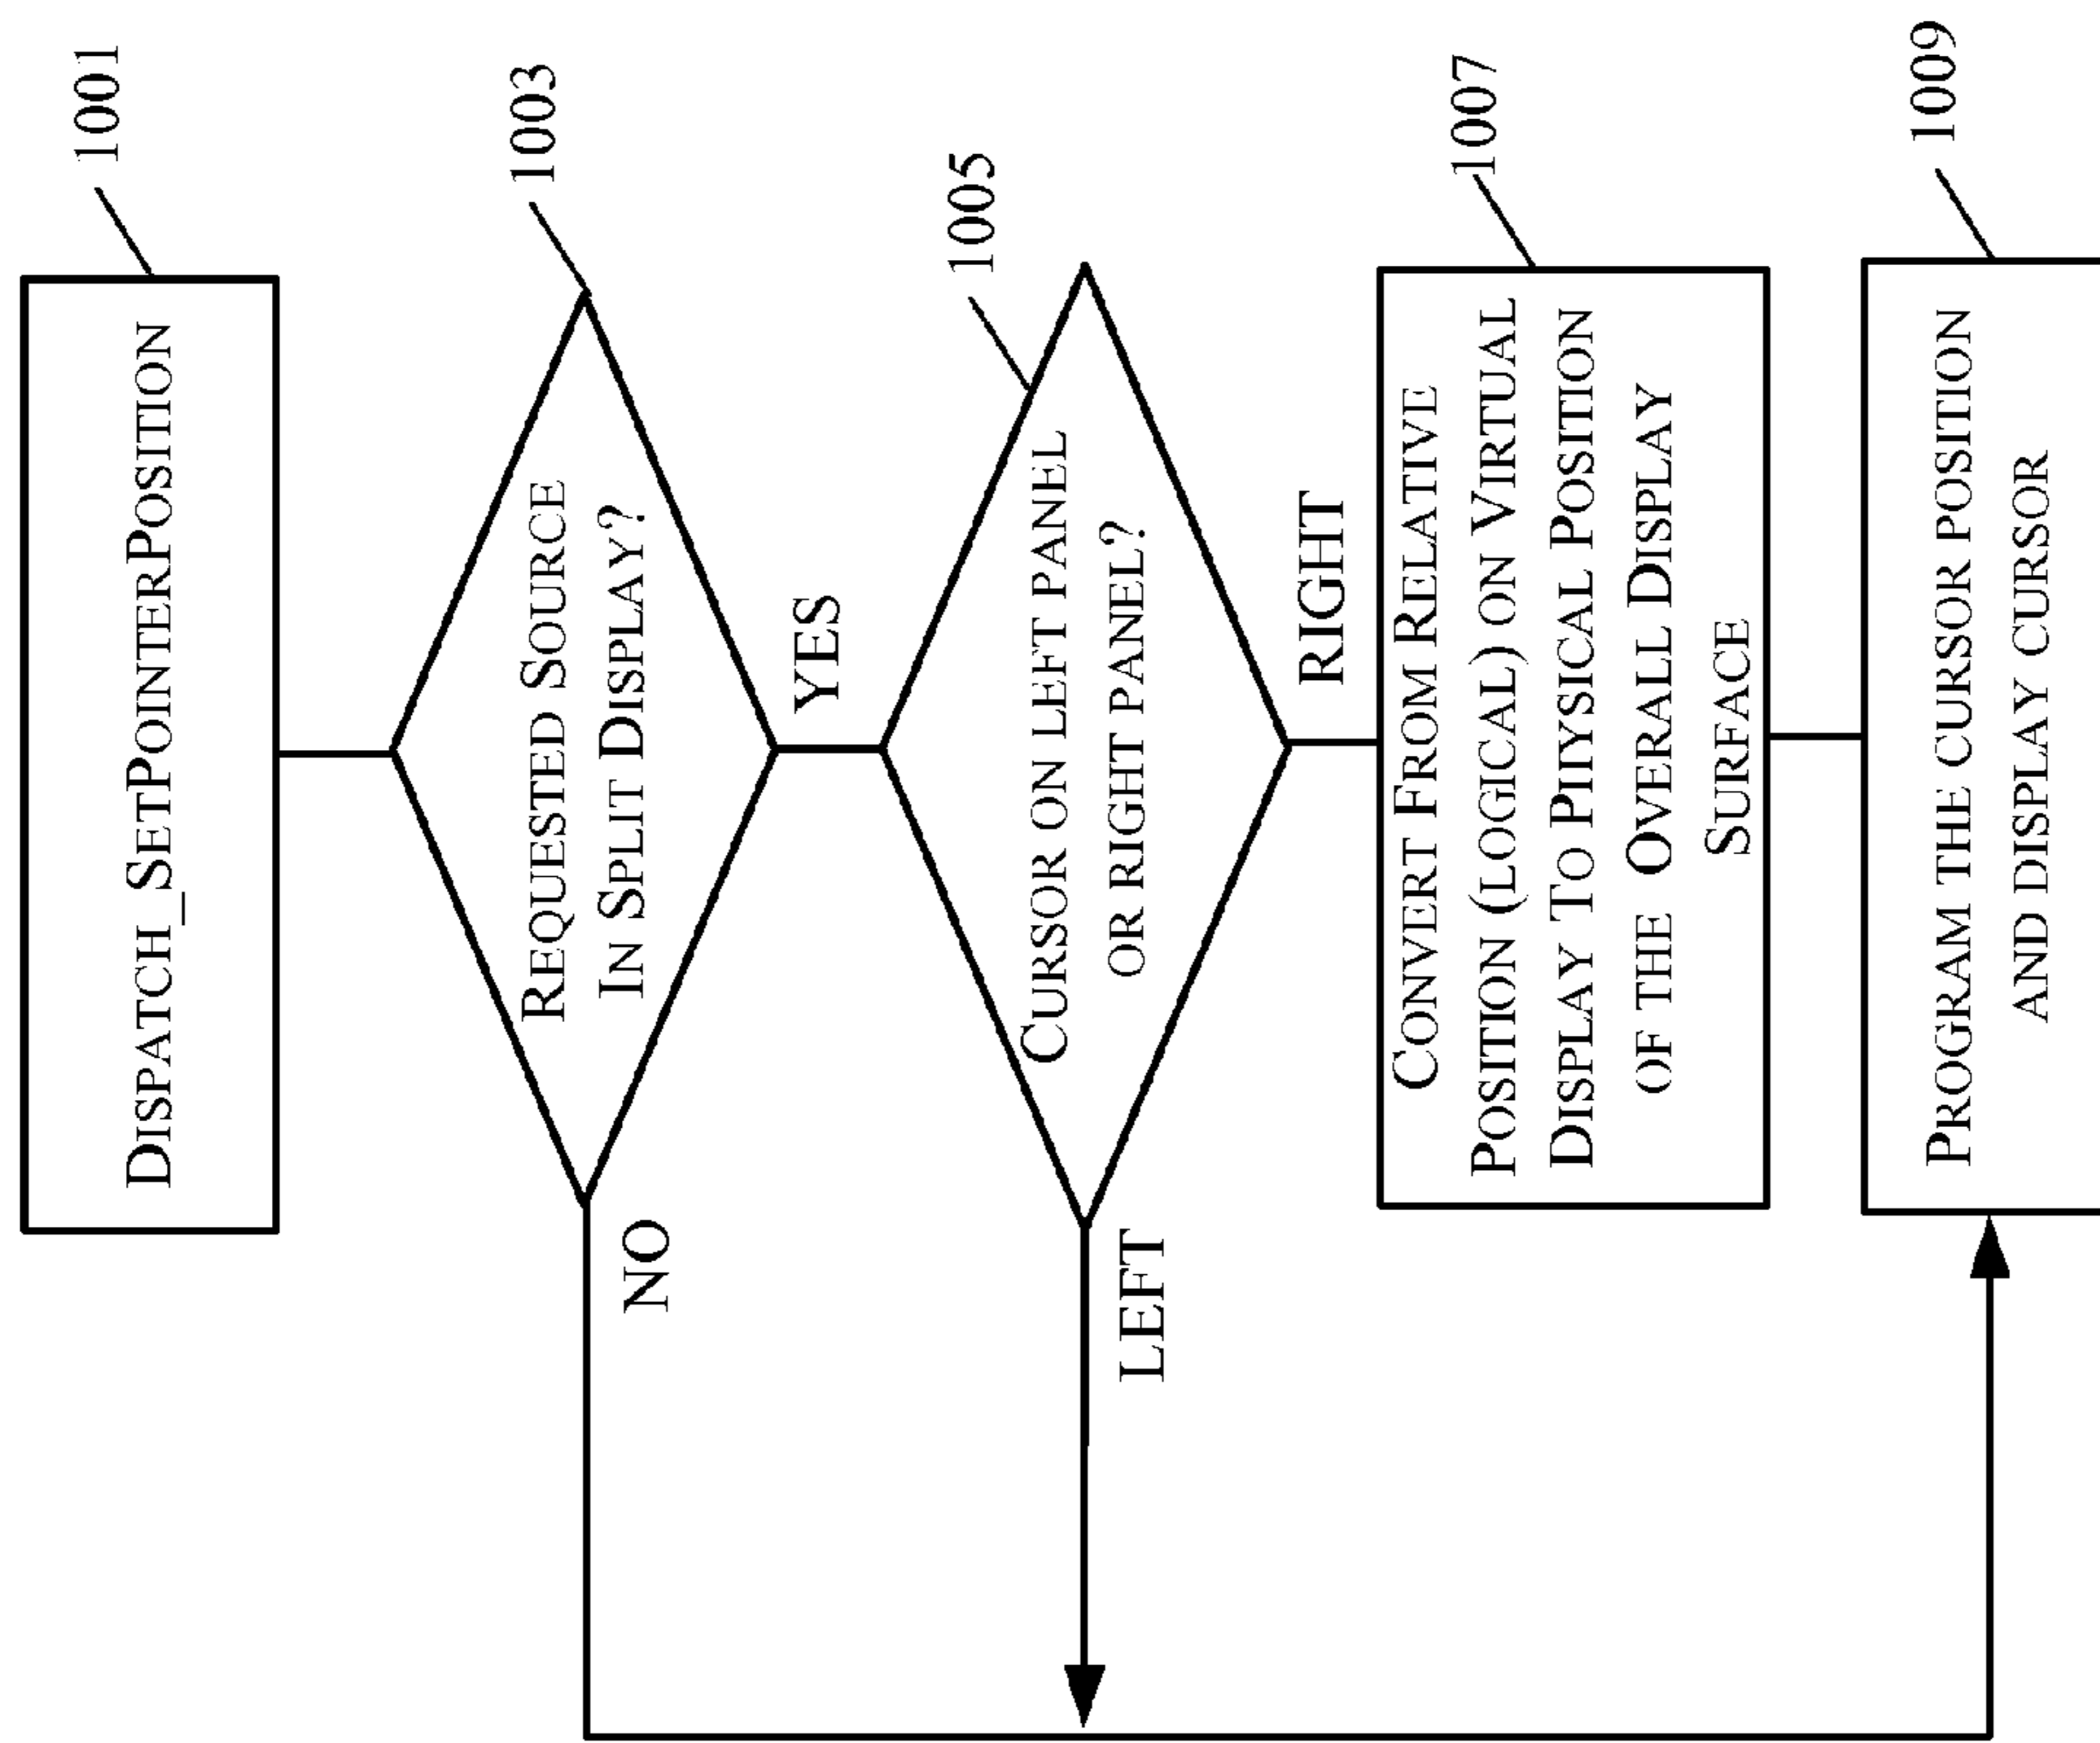 DISPATCH_SETPOINTERPOSITION
1001
REQUESTED SOURCE
IN SPLIT DISPLAY?
1003
NO
YES
CURSOR ON LEFT PANEL
OR RIGHT PANEL?
1005
LEFT
RIGHT
CONVERT FROM RELATIVE
POSITION (LOGICAL) ON VIRTUAL
DISPLAY TO PHYSICAL POSITION
OF THE OVERALL DISPLAY
SURFACE
1007
PROGRAM THE CURSOR POSITION
AND DISPLAY CURSOR
1009